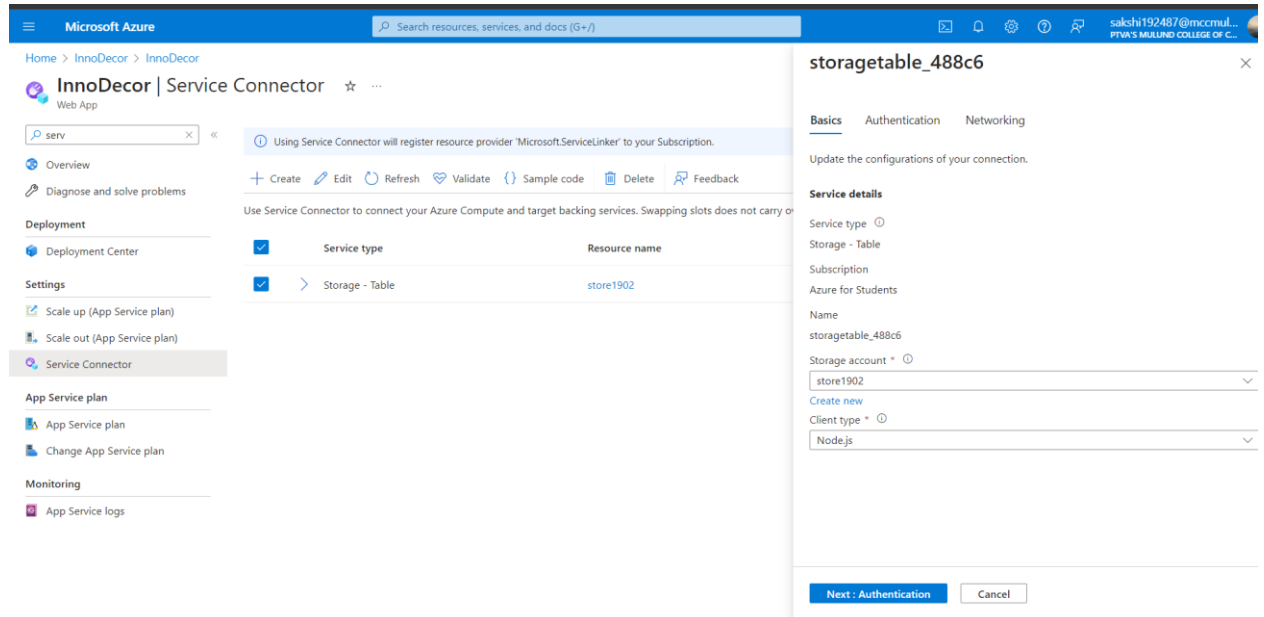 Microsoft Azure
Search resources, services, and docs (G+/)
sakshi192487@mccmul...
PTVA'S MULUND COLLEGE OF C...
Home > InnoDecor > InnoDecor
InnoDecor | Service Connector
Web App
serv
Overview
Diagnose and solve problems
Deployment
Deployment Center
Settings
Scale up (App Service plan)
Scale out (App Service plan)
Service Connector
App Service plan
App Service plan
Change App Service plan
Monitoring
App Service logs
Using Service Connector will register resource provider 'Microsoft.ServiceLinker' to your Subscription.
Create Edit Refresh Validate {} Sample code Delete Feedback
Use Service Connector to connect your Azure Compute and target backing services. Swapping slots does not carry ov
Service type Resource name
Storage - Table store1902
storagetable_488c6
Basics Authentication Networking
Update the configurations of your connection.
Service details
Service type
Storage - Table
Subscription
Azure for Students
Name
storagetable_488c6
Storage account *
store1902
Create new
Client type *
Node.js
Next : Authentication Cancel